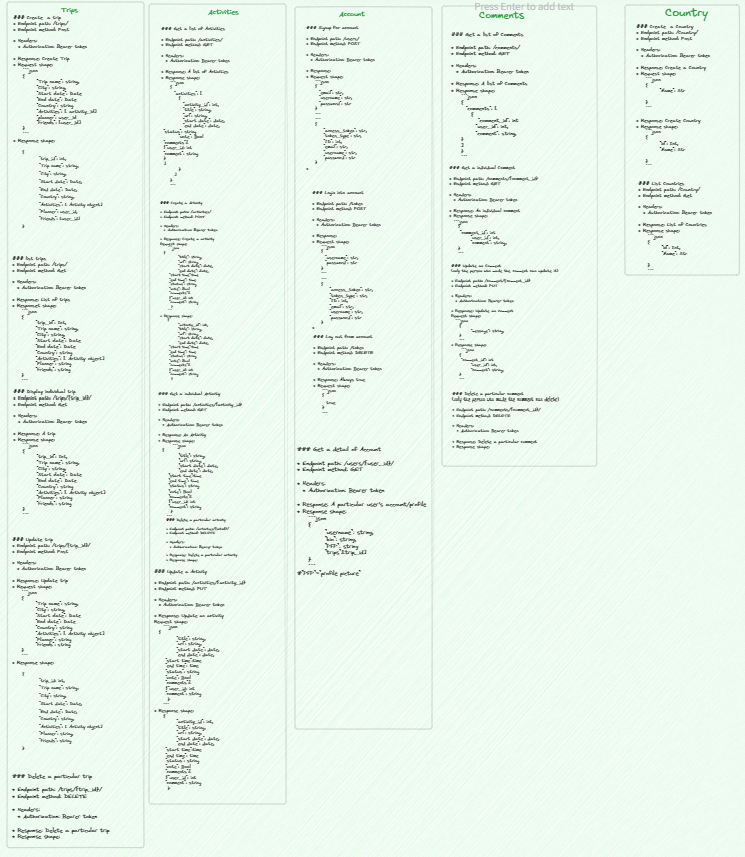 Press Enter to add text
Trips
### Create a trip
• Endpoint path: /trips/
• Endpoint method: Post
• Headers:
• Authorization: Bearer token
• Response: Create Trip
• Request shape:
```json
{
"Trip name": string,
"City": string,
"Start date": Date
"End date": Date
"Country": string
"Activities": [ activity_id]
"planner": user_id
"Friends": [user_id]
}
• Response shape:
{
"trip_id": int,
"Trip name": string,
"City": string,
"Start date": Date,
"End date": Date,
"Country": string,
"Activities": [ Activity object]
"Planner": user_id,
"Friends": [user_id]
}
### list trips
• Endpoint path: /trips/
• Endpoint method: Get
• Headers:
• Authorization: Bearer token
• Response: List of trips
• Response shape:
```json
{
"trip_id": Int,
"Trip name": string,
"City": string,
"Start date": Date
"End date": Date
"Country": string
"Activities": [ Activity object]
"Planner": string
"Friends": string
}
### Display individual trip
• Endpoint path: /trips/{trip_id}/
• Endpoint method: Get
• Headers:
• Authorization: Bearer token
• Response: A trip
• Response shape:
```json
{
"trip_id": Int,
"Trip name": string,
"City": string,
"Start date": Date
"End date": Date
"Country": string
"Activities": [ Activity object]
"Planner": string
"Friends": string
}
### Update trip
• Endpoint path: /trips/{trip_id}/
• Endpoint method: Post
• Headers:
• Authorization: Bearer token
• Response: Update trip
• Request shape:
```json
{
"Trip name": string,
"City": string,
"Start date": Date
"End date": Date
"Country": string
"Activities": [ Activity object]
"Planner": string
"Friends": string
}
• Response shape:
{
"trip_id": int
"Trip name": string,
"City": string,
"Start date": Date,
"End date": Date,
"Country": string,
"Activities": [ Activity object]
"Planner": string,
"Friends": string
}
### Delete a particular trip
• Endpoint path: /trips/{trip_id}/
• Endpoint method: DELETE
• Headers:
• Authorization: Bearer token
• Response: Delete a particular trip
• Response shape:
Activities
### Get a list of Activities
• Endpoint path: /activities/
• Endpoint method: GET
• Headers:
• Authorization: Bearer token
• Response: A list of Activities
• Response shape:
```json
{
"activities": [
{
"activity_id": int,
"title": string,
"url": string,
"start date": date,
"end date": date,
"status": string
"vote": Bool
"comments":[
{"user_id": int
"comment": string,
}
]
}
]
}
### Create a Activity
• Endpoint path: /activities/
• Endpoint method: POST
• Headers:
• Authorization: Bearer token
• Response: Create a activity
Request shape:
```json
{
"title": string,
"url": string,
"start date": date,
"end date": date,
"start time":time
"end time": time
"status": string
"vote": Bool
"comments":[
{"user_id": int
"comment": string,
}
• Response shape:
```json
{
"activity_id": int,
"title": string,
"url": string,
"start date": date,
"end date": date,
"start time":time
"end time": time
"status": string
"vote": Bool
"comments":[
{"user_id": int
"comment": string,
}
### Get a individual Activity
• Endpoint path: /activities/{activity_id}
• Endpoint method: GET
• Headers:
• Authorization: Bearer token
• Response: An Activity
• Response shape:
```json
{
"title": string,
"url": string,
"start date": date,
"end date": date,
"start time":time
"end time": time
"status": string
"vote": Bool
"comments":[
{"user_id": int
"comment": string,
}
### Delete a particular activity
• Endpoint method: DELETE
• Headers:
• Authorization: Bearer token
• Response: Delete a particular activity
• Response shape:
### Update a Activity
• Endpoint path: /activities/{activity_id}
• Endpoint method: PUT
• Headers:
• Authorization: Bearer token
• Response: Update an activity
Request shape:
```json
{
"title": string,
"url": string,
"start date": date,
"end date": date,
"start time":time
"end time": time
"status": string
"vote": Bool
"comments":[
{"user_id": int
"comment": string,
}
• Response shape:
```json
{
"activity_id": int,
"title": string,
"url": string,
"start date": date,
"end date": date,
"start time":time
"end time": time
"status": string
"vote": Bool
"comments":[
{"user_id": int
"comment": string,
}
Account
### Signup for account
• Endpoint path: /users/
• Endpoint method: POST
• Headers:
• Authorization: Bearer token
• Response:
• Request shape:
```json
{
"email": str,
"username": str,
"password": str
}
{
"access_token": str,
"token_type": str,
"ID": int,
"email": str,
"username": str,
"password": str
}
### Login into account
• Endpoint path: /token
• Endpoint method: POST
• Headers:
• Authorization: Bearer token
• Response:
• Request shape:
```json
{
"username": str,
"password": str
}
{
"access_token": str,
"token_type": str,
"ID": int,
"email": str,
"username": str,
"password": str
}
### Log out from account
• Endpoint path: /token
• Endpoint method: DELETE
• Headers:
• Authorization: Bearer token
• Response: Always true
• Request shape:
```json
{
true
}
### Get a detail of Account
• Endpoint path: /users/{user_id}/
• Endpoint method: GET
• Headers:
• Authorization: Bearer token
• Response: A particular user's account/profile
• Response shape:
```json
{
"username": string,
"bio": string,
"PFP": string
"trips":[trip_id]
}
#"PFP"="profile picture"
Comments
### Get a list of Comments
• Endpoint path: /comments/
• Endpoint method: GET
• Headers:
• Authorization: Bearer token
• Response: A list of Comments
• Response shape:
```json
{
"comments": [
{
"comment_id": int
"user_id": int,
"comment": string,
}
]
}
### Get a individual Comment
• Endpoint path: /comments/{comment_id}
• Endpoint method: GET
• Headers:
• Authorization: Bearer token
• Response: An individual comment
• Response shape:
```json
{
"comment_id": int
"user_id": int,
"comment": string,
}
### Update an Comment
(only the person who made the comment can update it)
• Endpoint path: /comment/{comment_id}
• Endpoint method: PUT
• Headers:
• Authorization: Bearer token
• Response: Update an comment
Request shape:
```json
{
"message": string
}
• Response shape:
```json
{
"comment_id": int
"user_id": int,
"comment": string,
}
### Delete a particular comment
(only the person who made the comment can delete)
• Endpoint path: /comments/{comment_id}/
• Endpoint method: DELETE
• Headers:
• Authorization: Bearer token
• Response: Delete a particular comment
• Response shape:
Country
### Create a Country
• Endpoint path: /Country/
• Endpoint method: Post
• Headers:
• Authorization: Bearer token
• Response: Create a Country
• Request shape:
```json
{
"Name": Str
}
• Response: Create Country
• Response shape:
```json
{
"id": Int,
"Name": Str
}
### List Countries
• Endpoint path: /Country/
• Endpoint method: Get
• Headers:
• Authorization: Bearer token
• Response: List of Countries
• Response shape:
```json
{
"id": Int,
"Name": Str
}